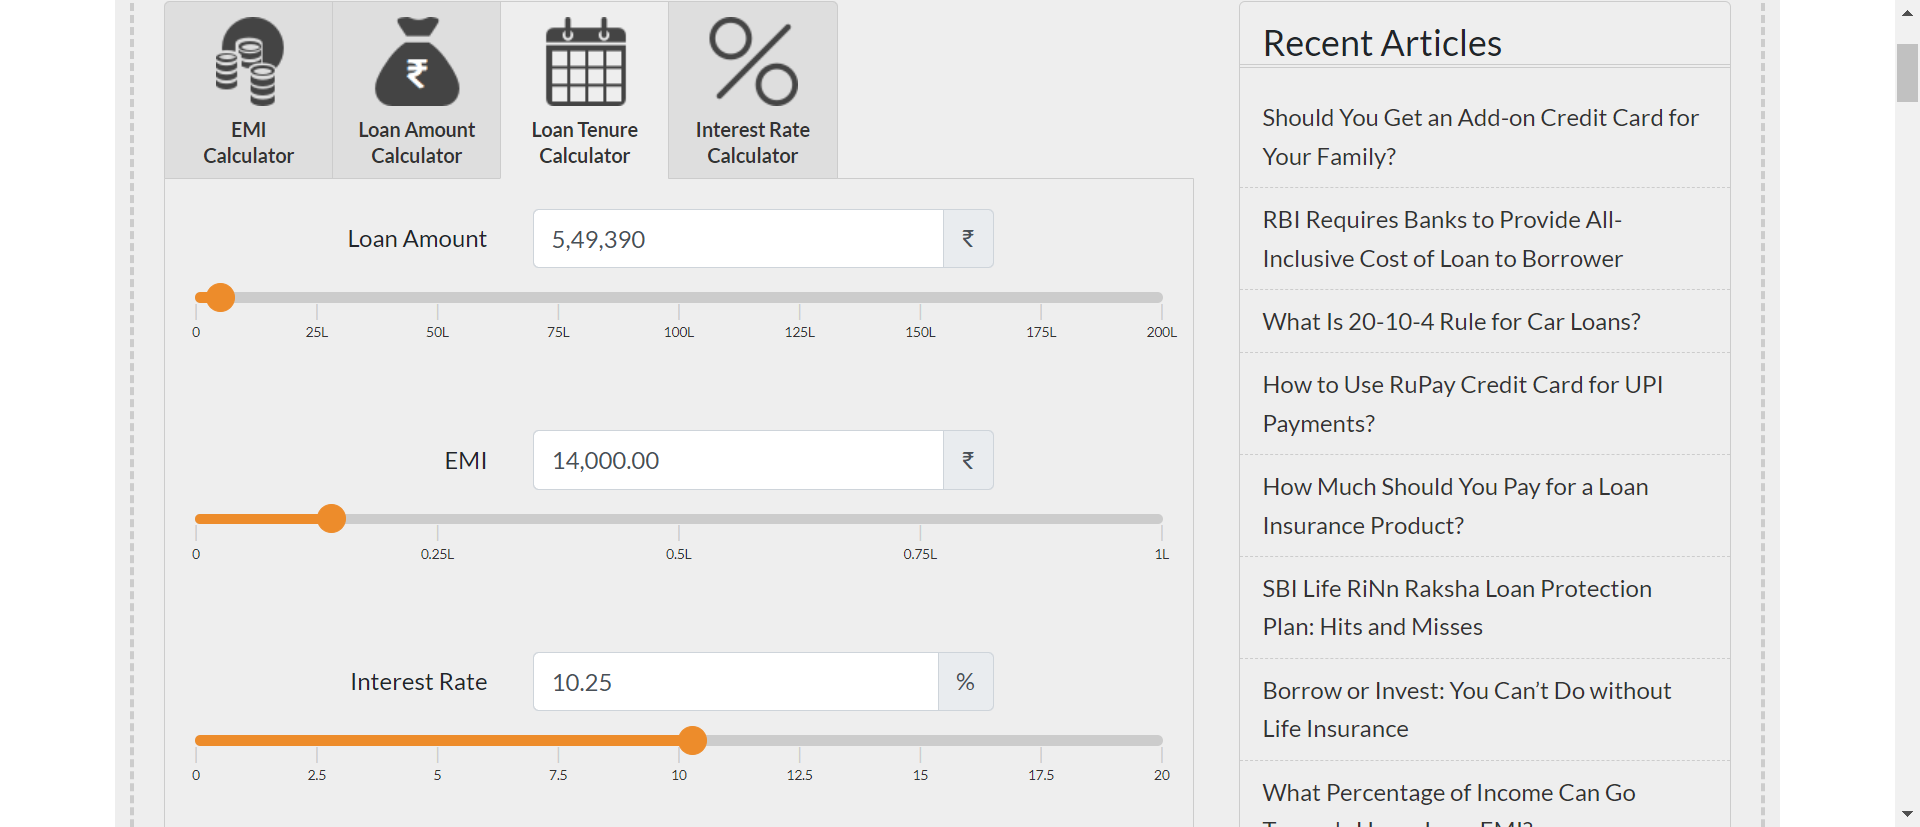 EMI
Calculator
Loan Amount
Calculator
Loan Tenure
Calculator
Interest Rate
Calculator
Loan Amount
5,49,390
₹
0
25L
50L
75L
100L
125L
150L
175L
200L
EMI
14,000.00
₹
0
0.25L
0.5L
0.75L
1L
Interest Rate
10.25
%
0
2.5
5
7.5
10
12.5
15
17.5
20
Recent Articles
Should You Get an Add-on Credit Card for
Your Family?
RBI Requires Banks to Provide All-
Inclusive Cost of Loan to Borrower
What Is 20-10-4 Rule for Car Loans?
How to Use RuPay Credit Card for UPI
Payments?
How Much Should You Pay for a Loan
Insurance Product?
SBI Life RiNn Raksha Loan Protection
Plan: Hits and Misses
Borrow or Invest: You Can’t Do without
Life Insurance
What Percentage of Income Can Go